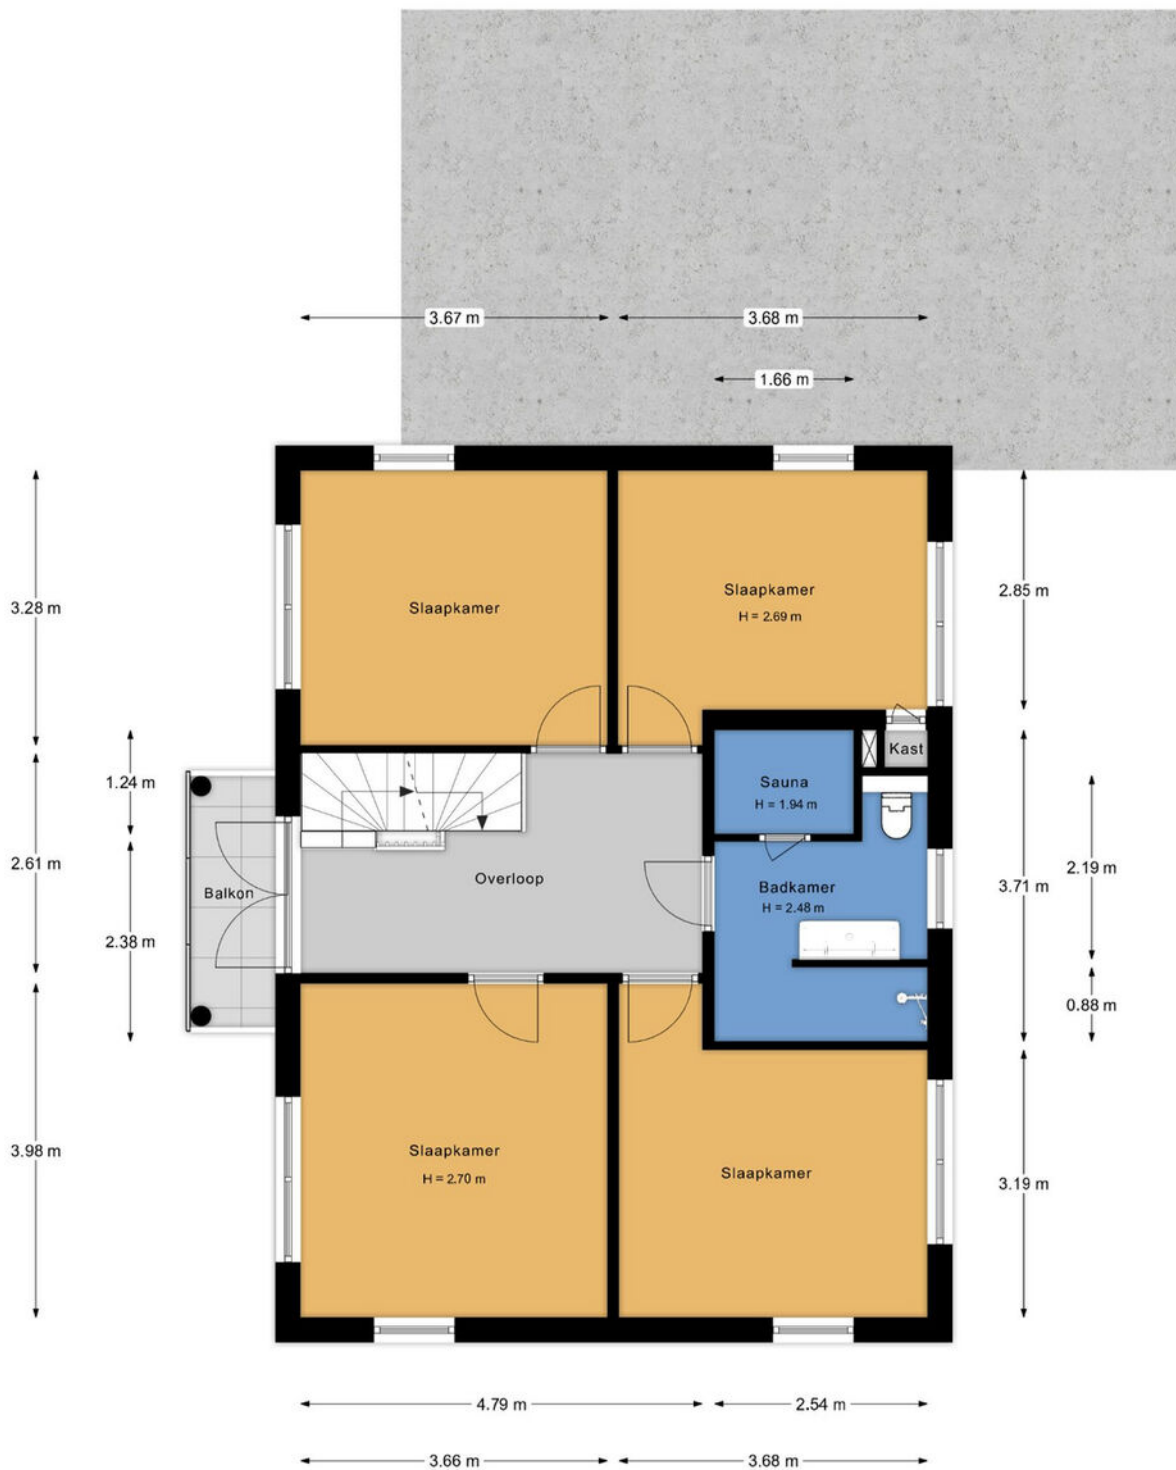 3.67 m
3.68 m
1.66 m
3.28 m
Slaapkamer
Slaapkamer
H = 2.69 m
2.85 m
1.24 m
Sauna
H = 1.94 m
Kast
2.61 m
Balkon
Overloop
Badkamer
H = 2.48 m
3.71 m
2.19 m
2.38 m
0.88 m
3.98 m
Slaapkamer
H = 2.70 m
Slaapkamer
3.19 m
4.79 m
2.54 m
3.66 m
3.68 m